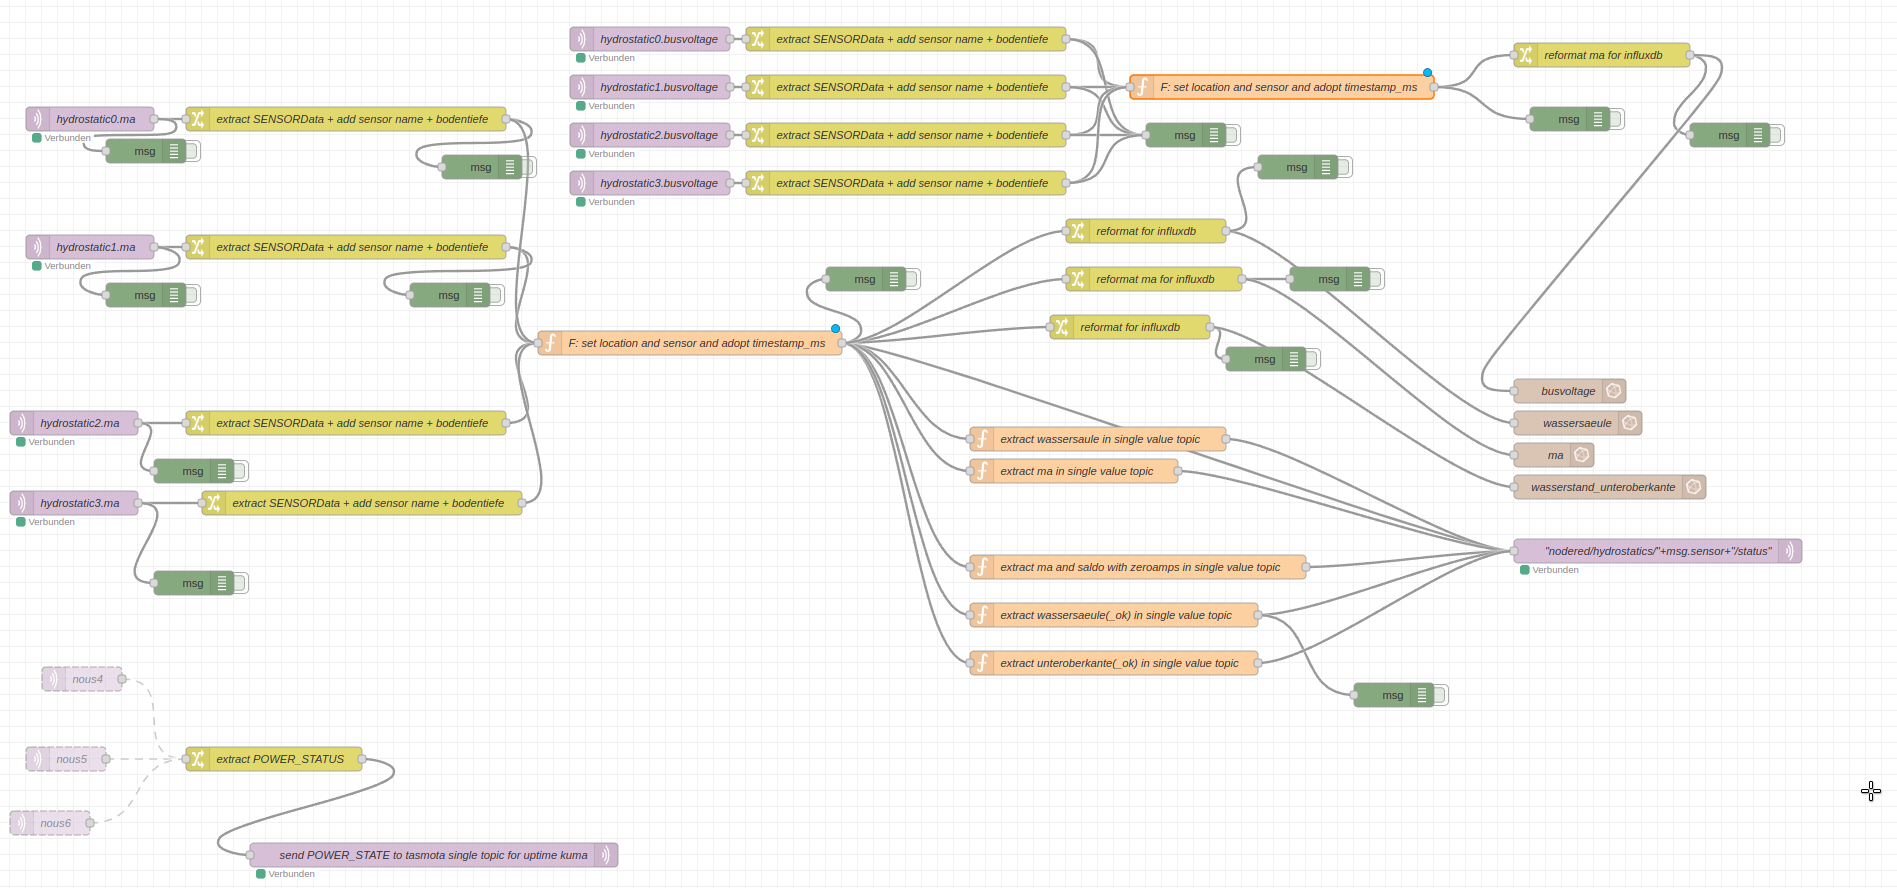 hydrostatic0.busvoltage
extract SENSORData + add sensor name + bodentiefe
Verbunden
reformat ma for influxdb
hydrostatic1.busvoltage
extract SENSORData + add sensor name + bodentiefe
F: set location and sensor and adopt timestamp_ms
Verbunden
hydrostatic0.ma
extract SENSORData + add sensor name + bodentiefe
msg
Verbunden
msg
hydrostatic2.busvoltage
extract SENSORData + add sensor name + bodentiefe
msg
msg
Verbunden
msg
msg
hydrostatic3.busvoltage
extract SENSORData + add sensor name + bodentiefe
Verbunden
reformat for influxdb
hydrostatic1.ma
extract SENSORData + add sensor name + bodentiefe
Verbunden
msg
reformat ma for influxdb
msg
msg
msg
reformat for influxdb
F: set location and sensor and adopt timestamp_ms
msg
busvoltage
hydrostatic2.ma
extract SENSORData + add sensor name + bodentiefe
wassersaeule
Verbunden
extract wassersaule in single value topic
ma
msg
extract ma in single value topic
wasserstand_unteroberkante
hydrostatic3.ma
extract SENSORData + add sensor name + bodentiefe
Verbunden
"nodered/hydrostatics/"+msg.sensor+"/status"
Verbunden
extract ma and saldo with zeroamps in single value topic
msg
extract wassersaeule(_ok) in single value topic
extract unteroberkante(_ok) in single value topic
nous4
msg
nous5
extract POWER_STATUS
nous6
send POWER_STATE to tasmota single topic for uptime kuma
Verbunden